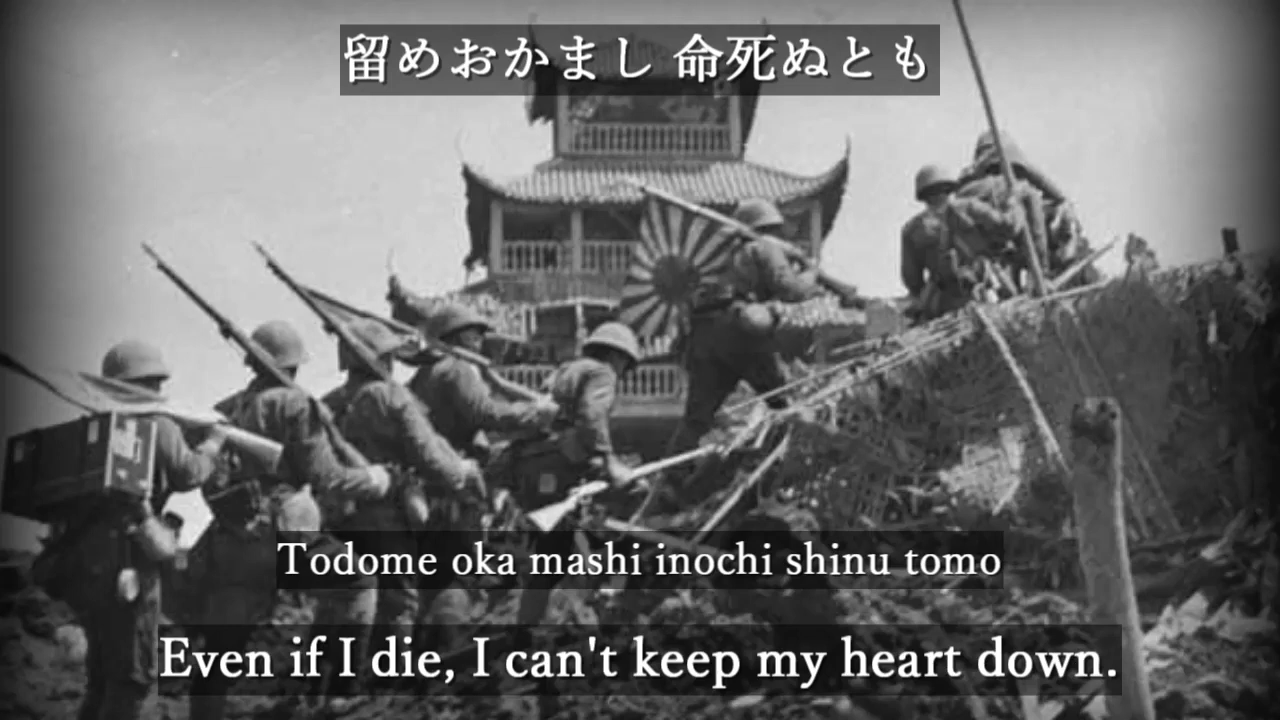 留めおかまし 命死ぬとも
Todome oka mashi inochi shinu tomo
Even if I die, I can't keep my heart down.